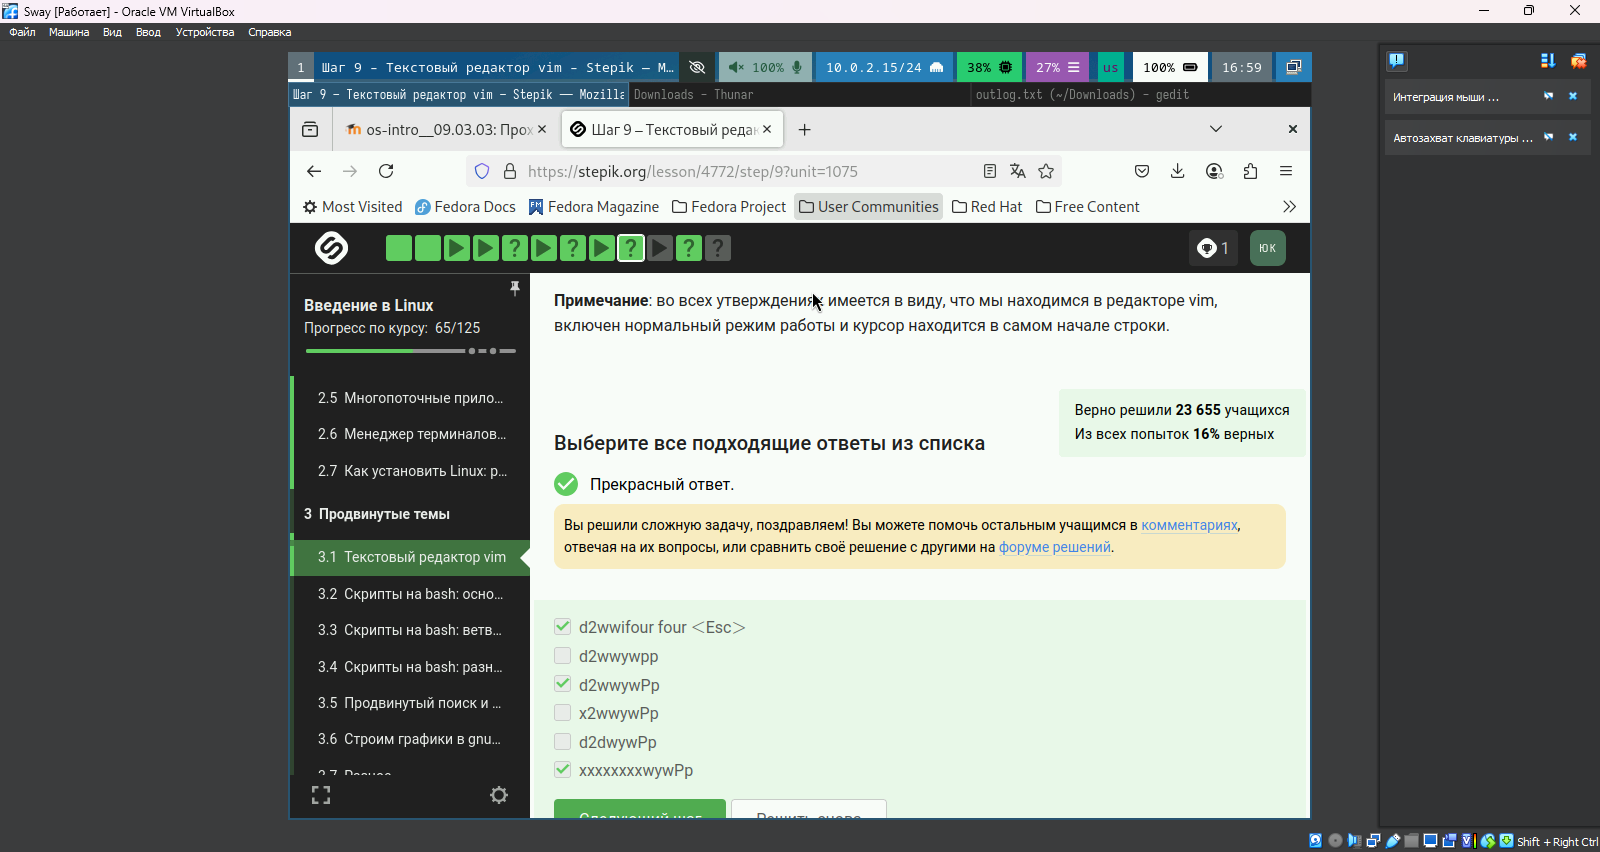 Sway [Работает] - Oracle VM VirtualBox
Файл Машина Вид Ввод Устройства Справка
1 Шаг 9 – Текстовый редактор vim – Stepik — M… 100% 10.0.2.15/24 38% 27% us 100% 16:59
Шаг 9 – Текстовый редактор vim – Stepik — Mozilla Downloads – Thunar outlog.txt (~/Downloads) – gedit
os-intro__09.03.03: Прох Шаг 9 – Текстовый редак
https://stepik.org/lesson/4772/step/9?unit=1075
Most Visited Fedora Docs Fedora Magazine Fedora Project User Communities Red Hat Free Content
1 ЮК
Введение в Linux
Прогресс по курсу: 65/125
2.5 Многопоточные прило…
2.6 Менеджер терминалов…
2.7 Как установить Linux: р…
3 Продвинутые темы
3.1 Текстовый редактор vim
3.2 Скрипты на bash: осно…
3.3 Скрипты на bash: ветв…
3.4 Скрипты на bash: разн…
3.5 Продвинутый поиск и …
3.6 Строим графики в gnu…
Примечание: во всех утверждениях имеется в виду, что мы находимся в редакторе vim,
включен нормальный режим работы и курсор находится в самом начале строки.
Верно решили 23 655 учащихся
Из всех попыток 16% верных
Выберите все подходящие ответы из списка
Прекрасный ответ.
Вы решили сложную задачу, поздравляем! Вы можете помочь остальным учащимся в комментариях,
отвечая на их вопросы, или сравнить своё решение с другими на форуме решений.
d2wwifour four <Esc>
d2wwywpp
d2wwywPp
x2wwywPp
d2dwywPp
xxxxxxxxwywPp
Следующий шаг Решить снова
Интеграция мыши ...
Автозахват клавиатуры ...
Shift + Right Ctrl